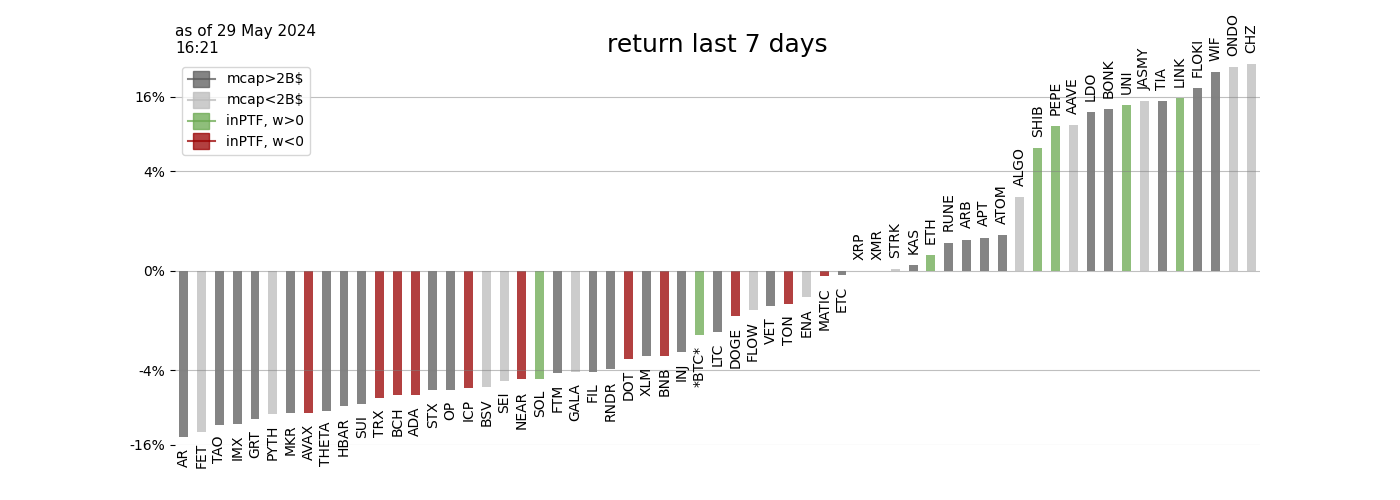 as of 29 May 2024
16:21
return last 7 days
mcap>2B$
mcap<2B$
inPTF, w>0
inPTF, w<0
16%
4%
0%
-4%
-16%
AR
FET
TAO
IMX
GRT
PYTH
MKR
AVAX
THETA
HBAR
SUI
TRX
BCH
ADA
STX
OP
ICP
BSV
SEI
NEAR
SOL
FTM
GALA
FIL
RNDR
DOT
XLM
BNB
INJ
*BTC*
LTC
DOGE
FLOW
VET
TON
ENA
MATIC
ETC
XRP
XMR
STRK
KAS
ETH
RUNE
ARB
APT
ATOM
ALGO
SHIB
PEPE
AAVE
LDO
BONK
UNI
JASMY
TIA
LINK
FLOKI
WIF
ONDO
CHZ